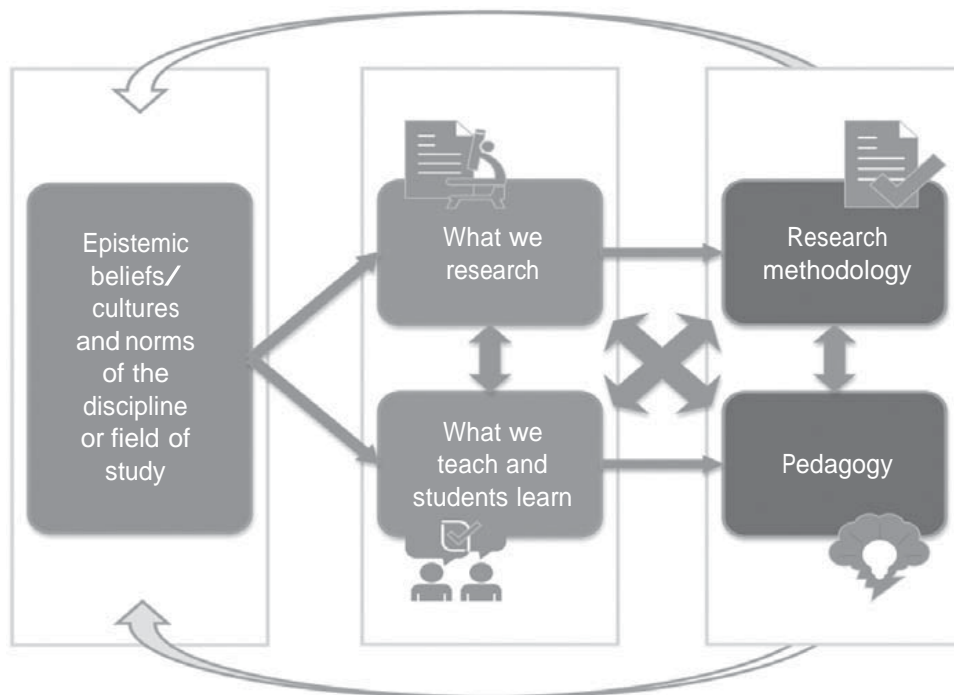 Epistemic
beliefs/
cultures
and norms
of the
discipline
or field of
study
What we
research
Research
methodology
What we
teach and
students learn
Pedagogy